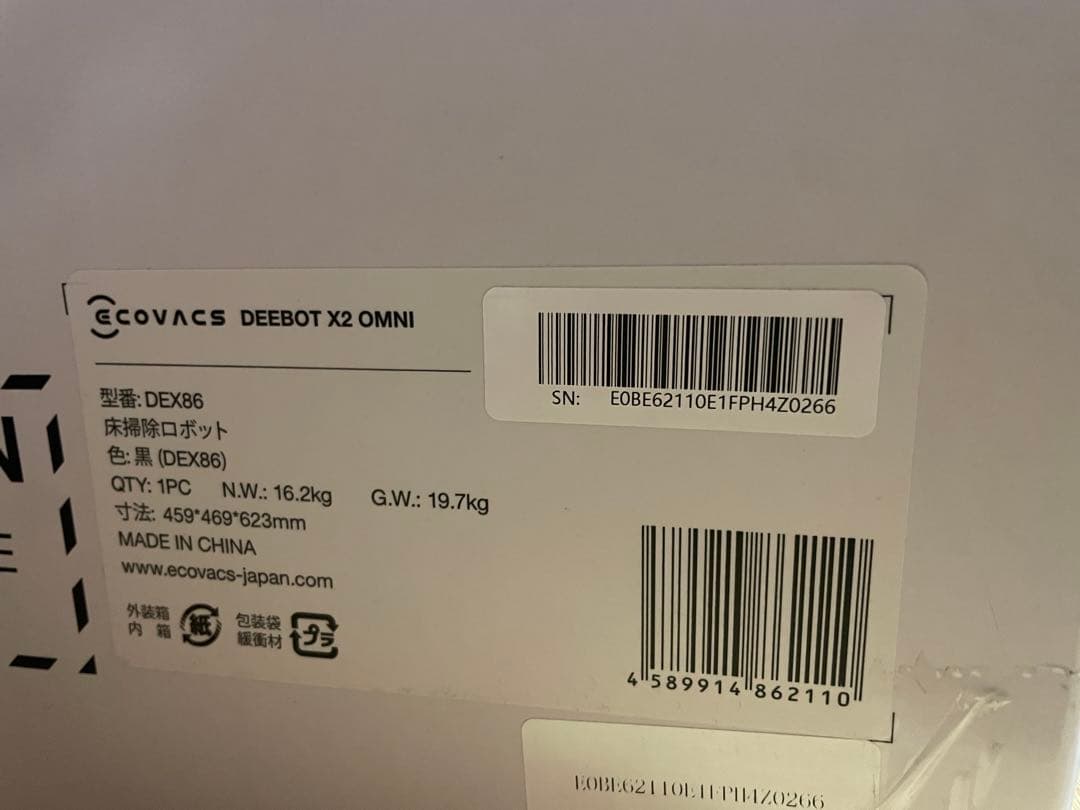 ECOVACS DEEBOT X2 OMNI
SN: E0BE62110E1FPH4Z0266
型番: DEX86
床掃除ロボット
色: 黒 (DEX86)
QTY: 1PC N.W.: 16.2kg G.W.: 19.7kg
寸法: 459*469*623mm
MADE IN CHINA
www.ecovacs-japan.com
外装箱
内 箱
紙
包装袋
緩衝材
プラ
4 589914 862110
E0BE62110E1FPH4Z0266